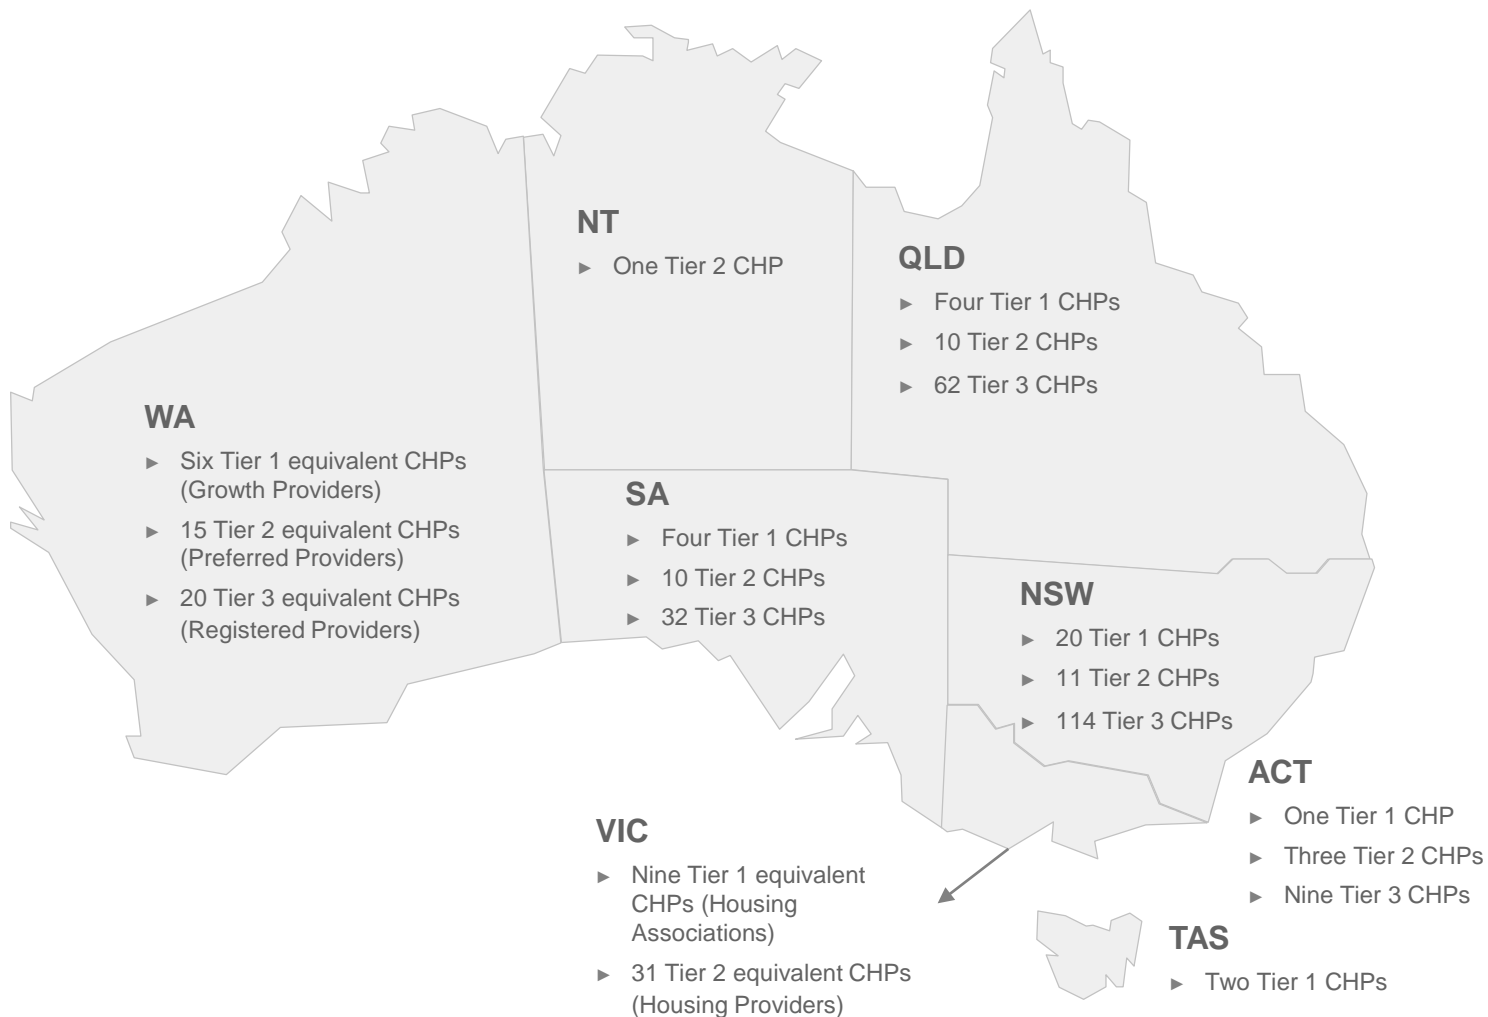 NT
► One Tier 2 CHP
QLD
► Four Tier 1 CHPs
► 10 Tier 2 CHPs
► 62 Tier 3 CHPs
WA
► Six Tier 1 equivalent CHPs
(Growth Providers)
► 15 Tier 2 equivalent CHPs
(Preferred Providers)
► 20 Tier 3 equivalent CHPs
(Registered Providers)
SA
► Four Tier 1 CHPs
► 10 Tier 2 CHPs
► 32 Tier 3 CHPs
NSW
► 20 Tier 1 CHPs
► 11 Tier 2 CHPs
► 114 Tier 3 CHPs
ACT
► One Tier 1 CHP
► Three Tier 2 CHPs
► Nine Tier 3 CHPs
VIC
► Nine Tier 1 equivalent
CHPs (Housing
Associations)
► 31 Tier 2 equivalent CHPs
(Housing Providers)
TAS
► Two Tier 1 CHPs